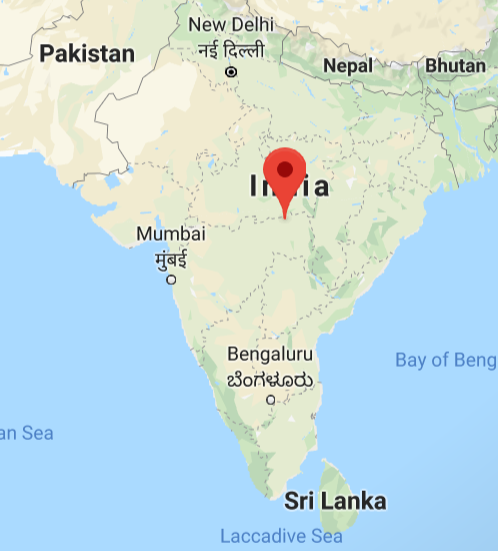 New Delhi
नई दिल्ली
Pakistan
Nepal
Bhutan
India
Mumbai
मुंबई
Bengaluru
ಬೆಂಗಳೂರು
Bay of Beng
an Sea
Sri Lanka
Laccadive Sea